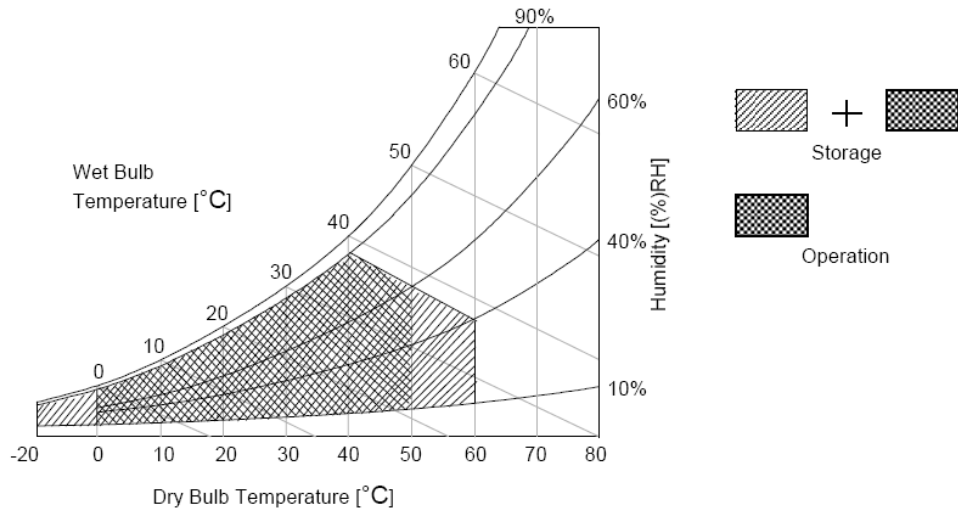 90%
60
60%
50
Storage
Wet Bulb
Temperature [°C]
40
40%
Humidity [(%)RH]
Operation
30
20
10
0
10%
-20 0 10 20 30 40 50 60 70 80
Dry Bulb Temperature [°C]